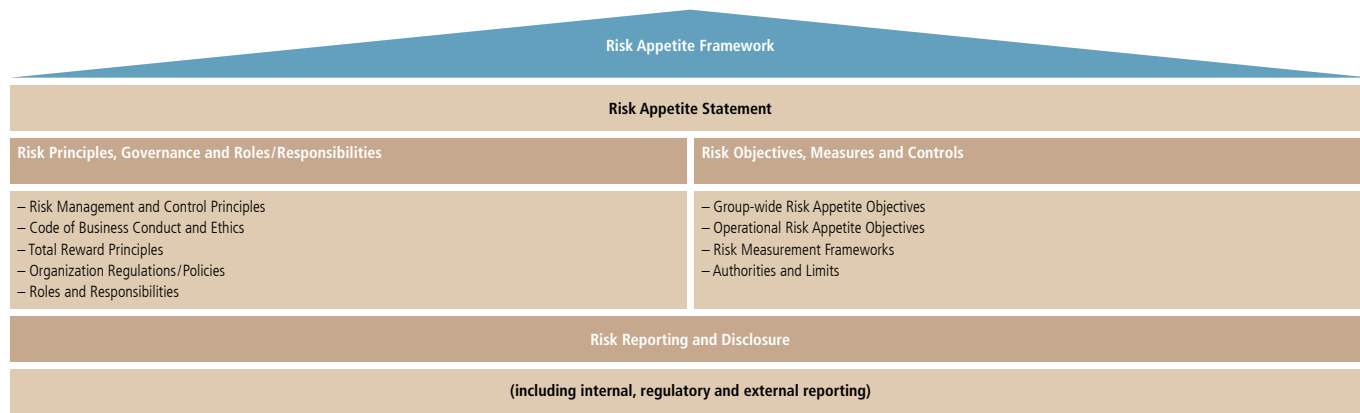 Risk Appetite Framework
Risk Appetite Statement
Risk Principles, Governance and Roles/Responsibilities
– Risk Management and Control Principles
– Code of Business Conduct and Ethics
– Total Reward Principles
– Organization Regulations/Policies
– Roles and Responsibilities
Risk Objectives, Measures and Controls
– Group-wide Risk Appetite Objectives
– Operational Risk Appetite Objectives
– Risk Measurement Frameworks
– Authorities and Limits
Risk Reporting and Disclosure
(including internal, regulatory and external reporting)